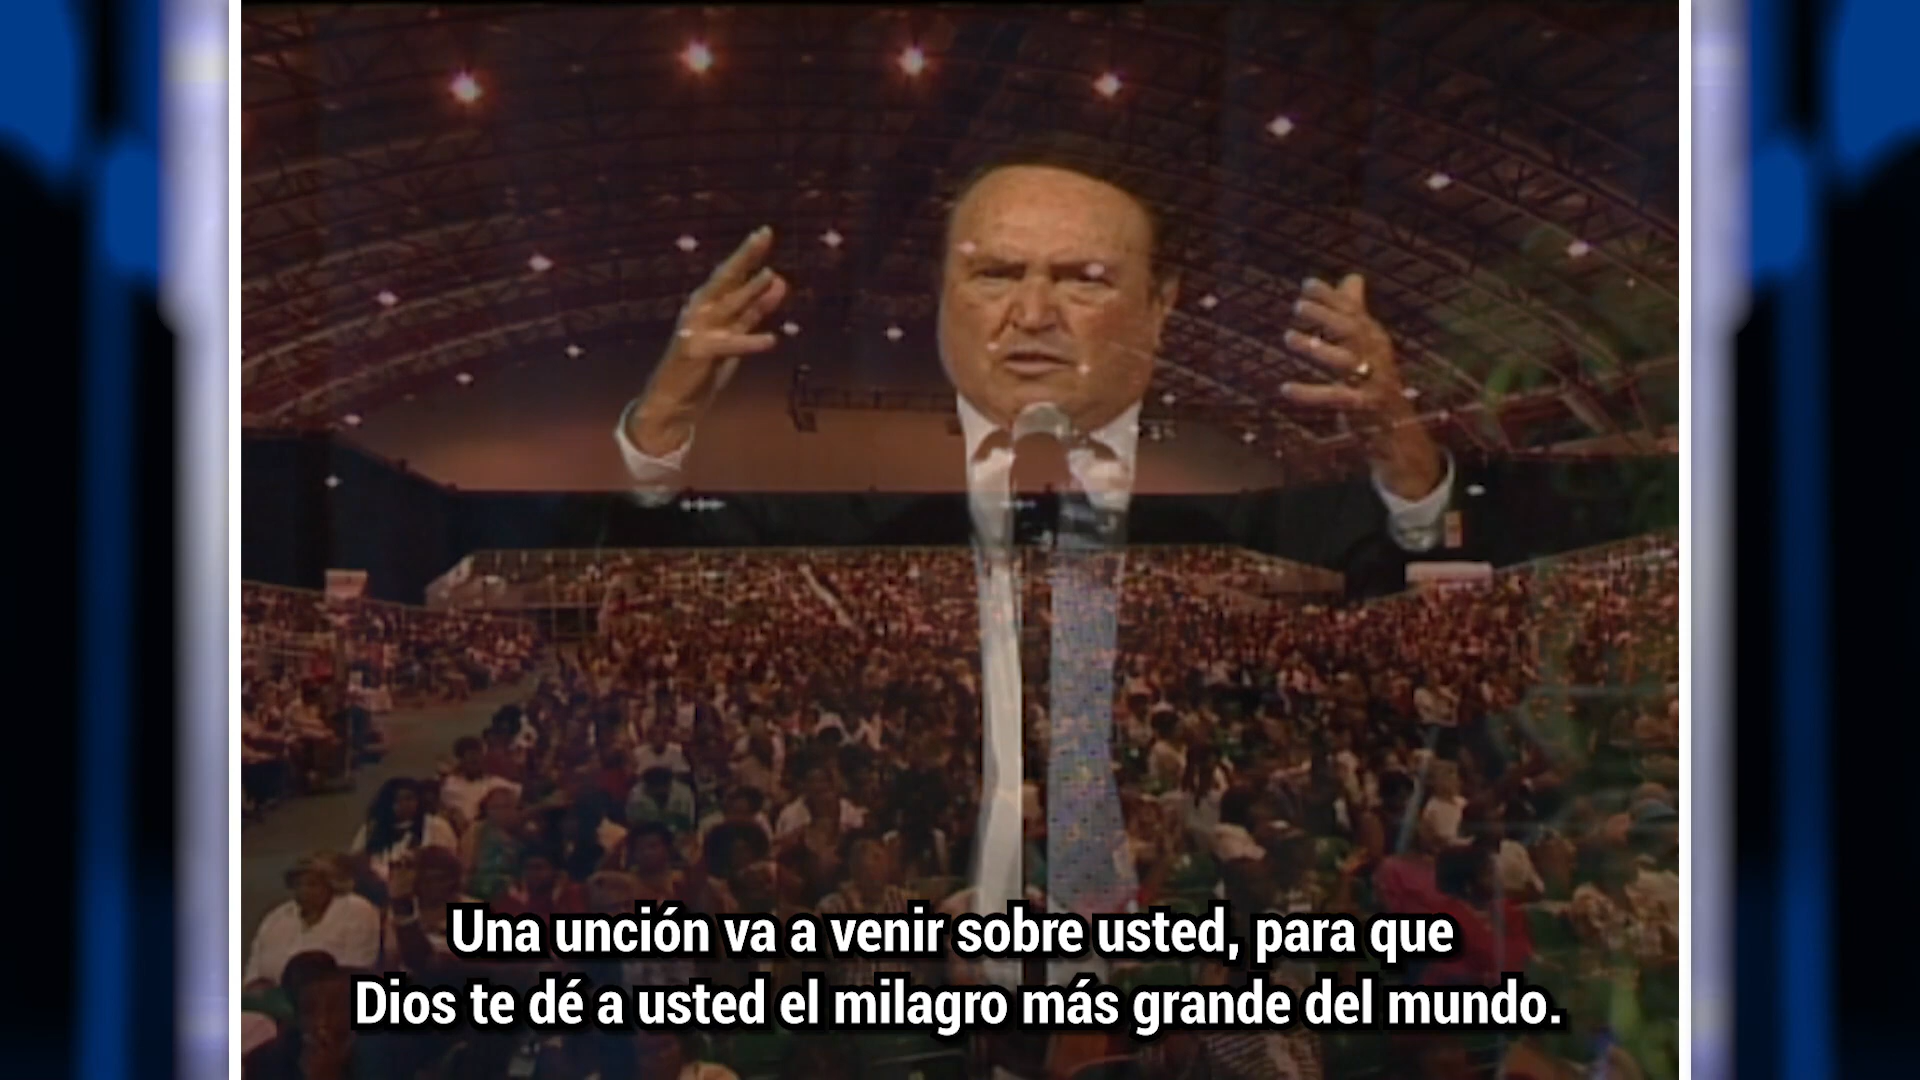 Una unción va a venir sobre usted, para que
Dios te dé a usted el milagro más grande del mundo.